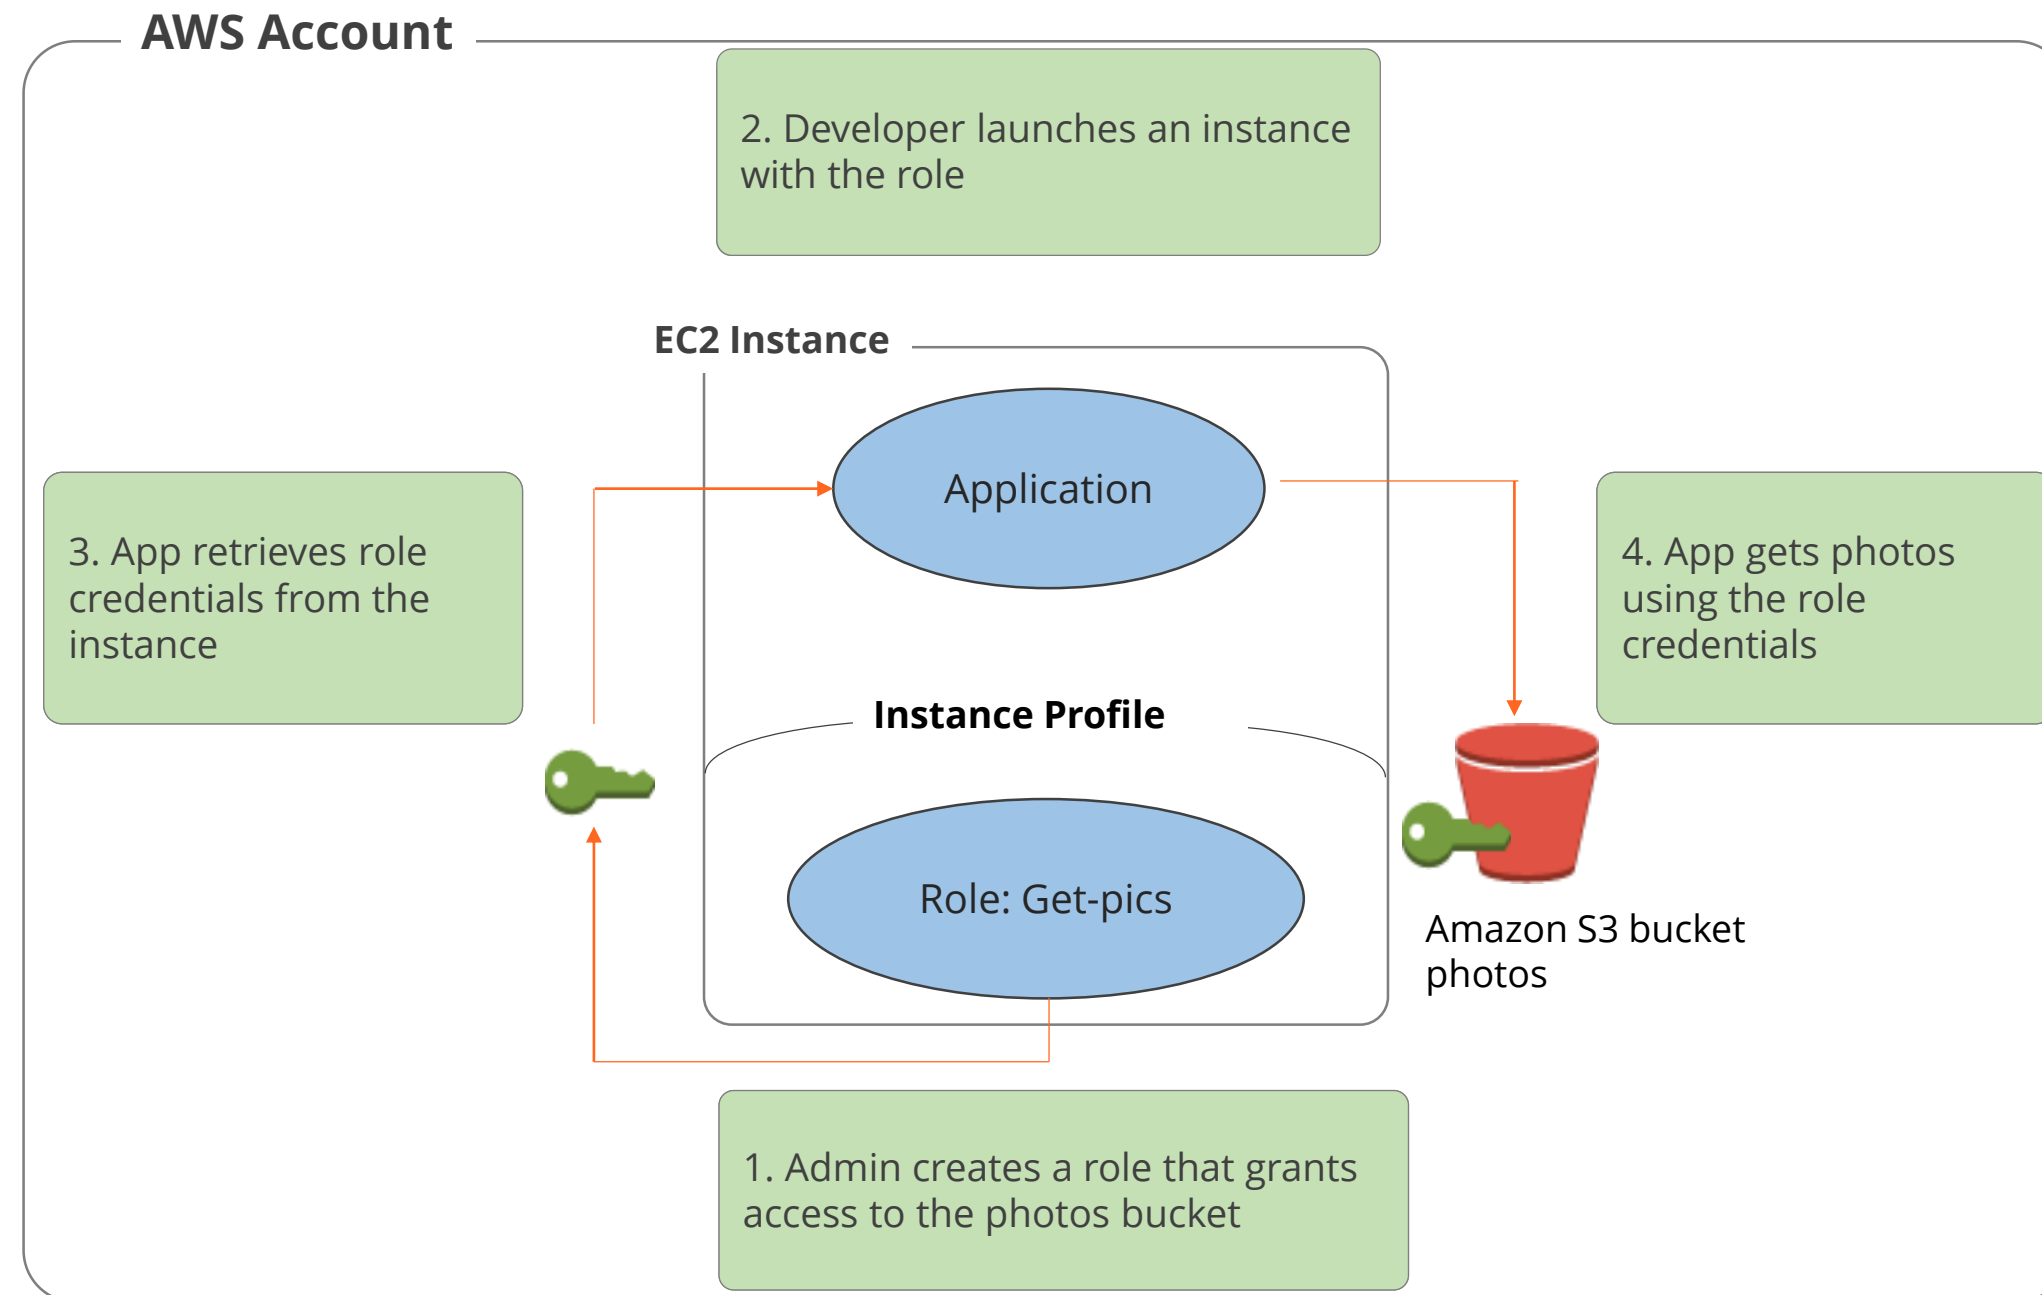 AWS Account
2. Developer launches an instance
with the role
EC2 Instance
Application
3. App retrieves role
credentials from the
instance
4. App gets photos
using the role
credentials
Instance Profile
Role: Get-pics
Amazon S3 bucket
photos
1. Admin creates a role that grants
access to the photos bucket